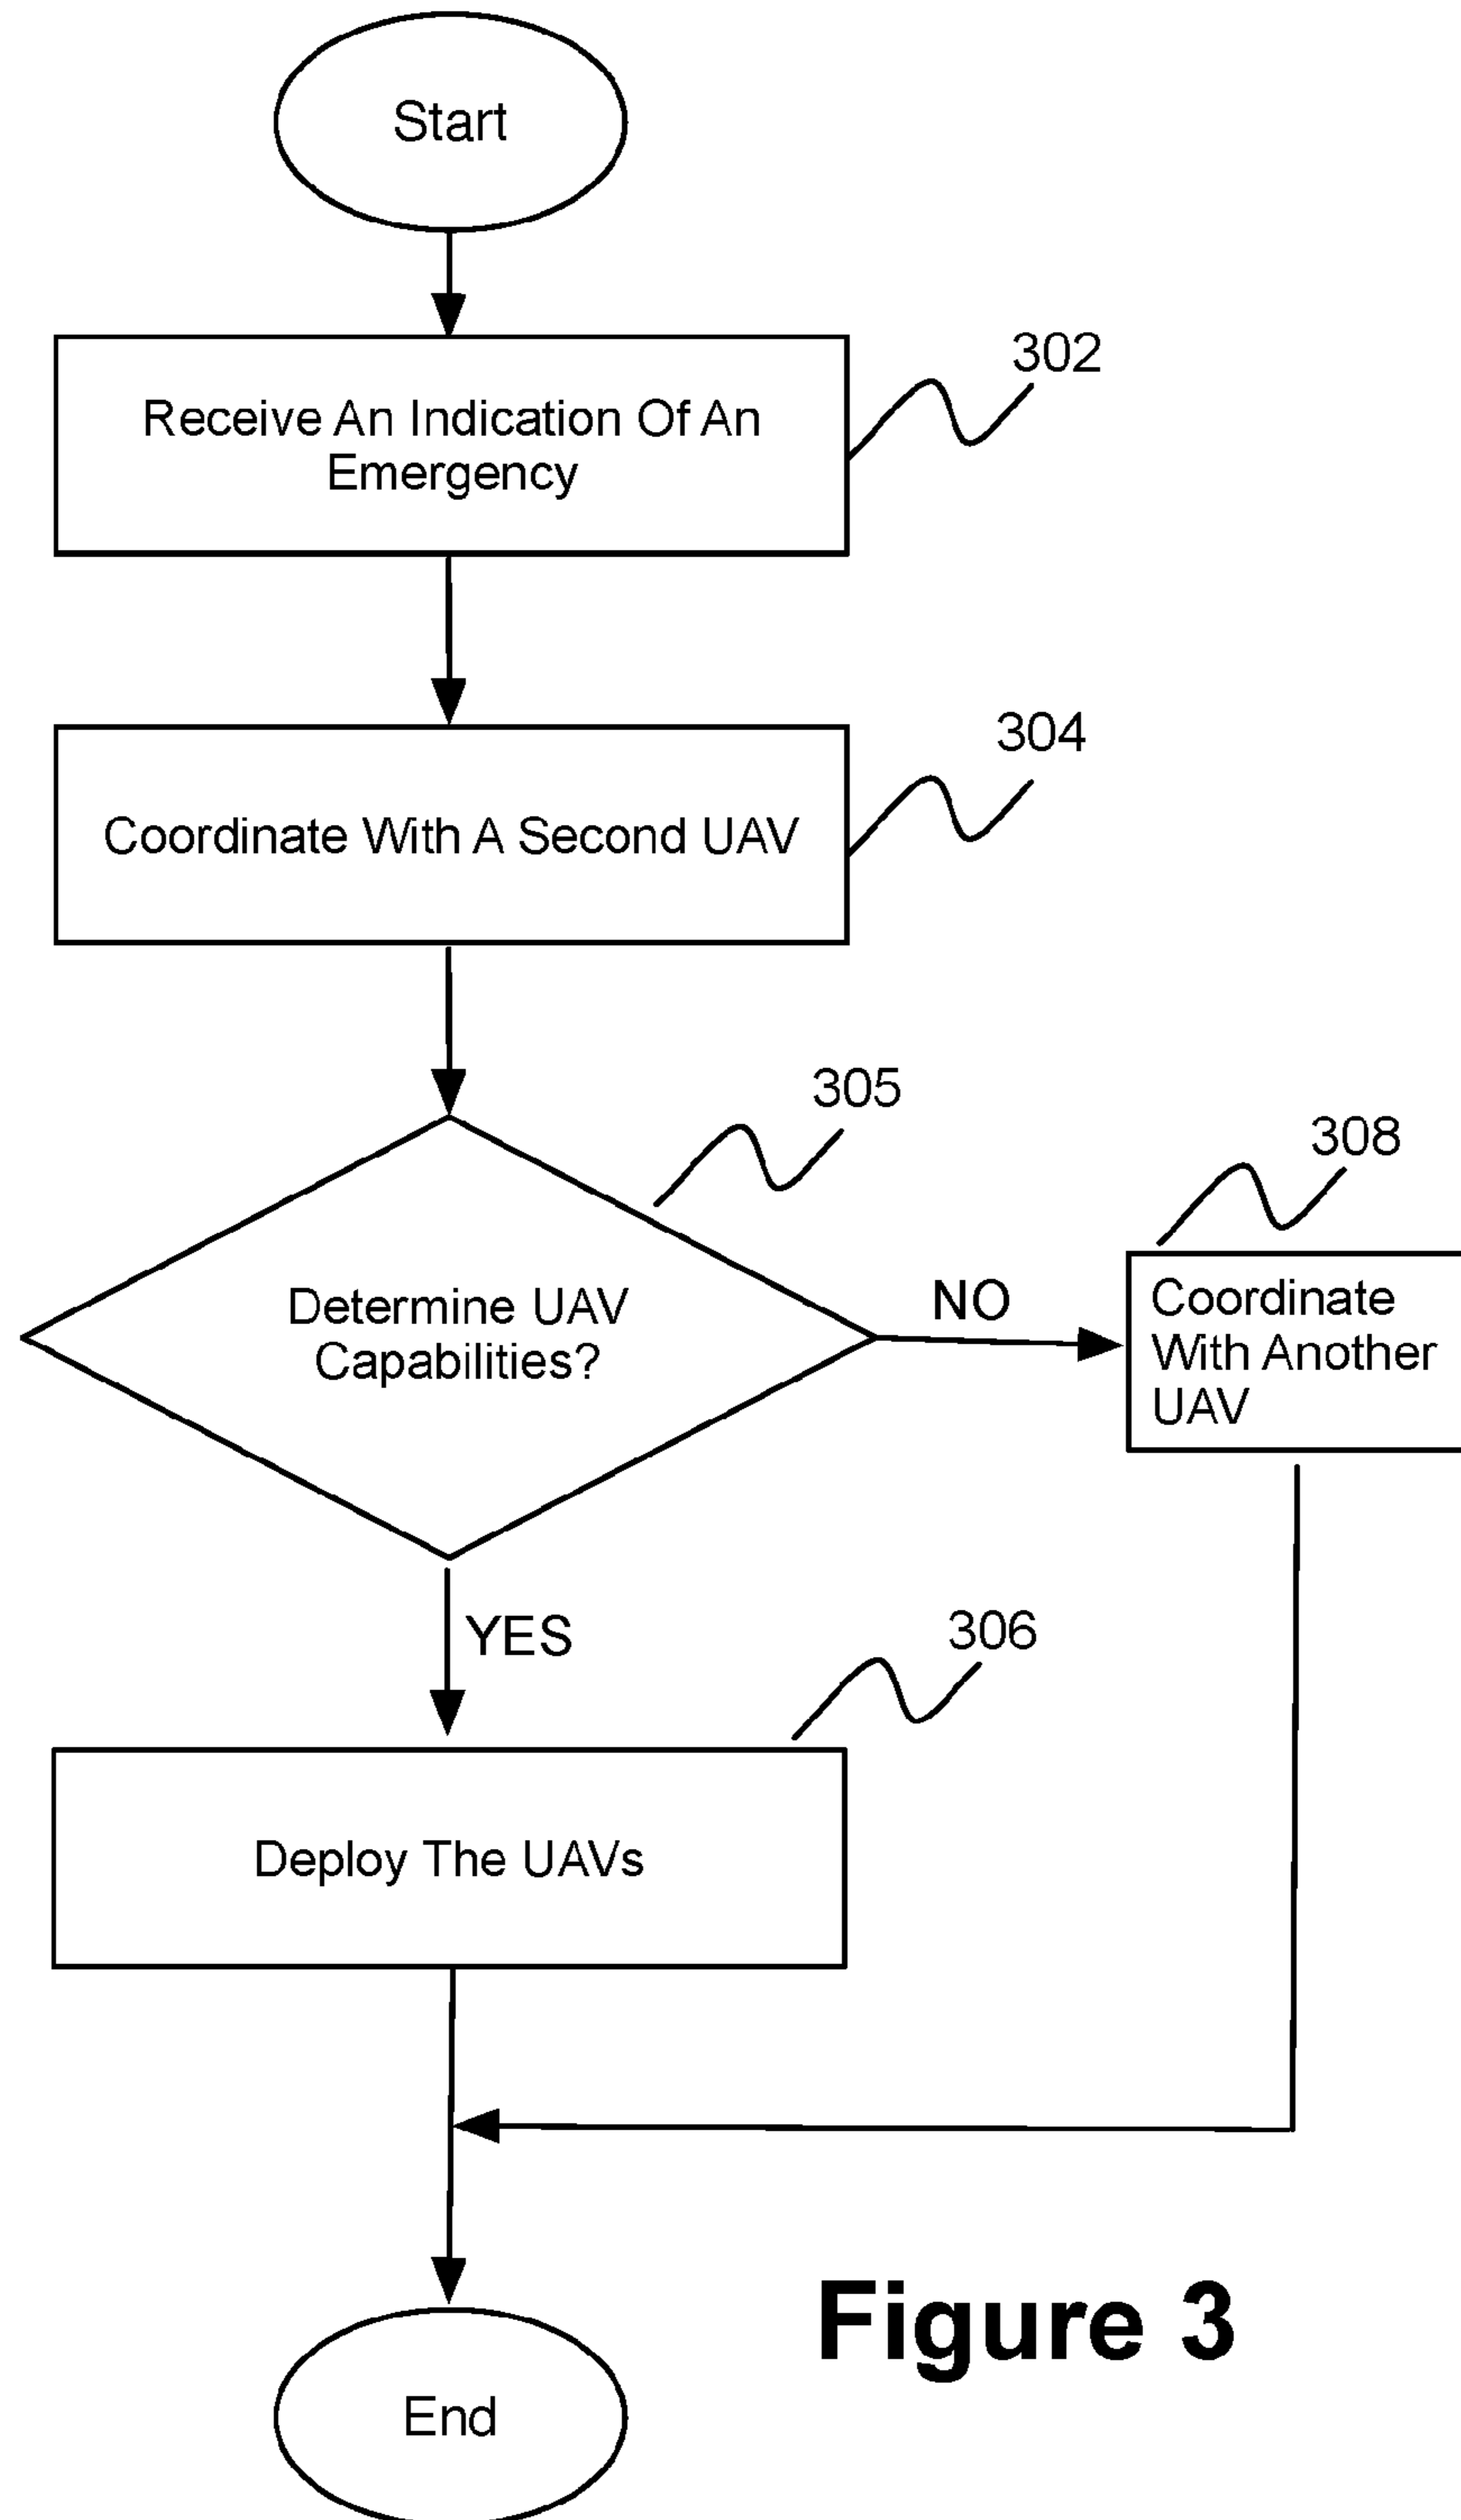 Start
302
Receive An Indication Of An
Emergency
304
Coordinate With A Second UAV
305
308
Determine UAV
Capabilities?
NO
Coordinate
With Another
UAV
YES
306
Deploy The UAVs
Figure 3
End